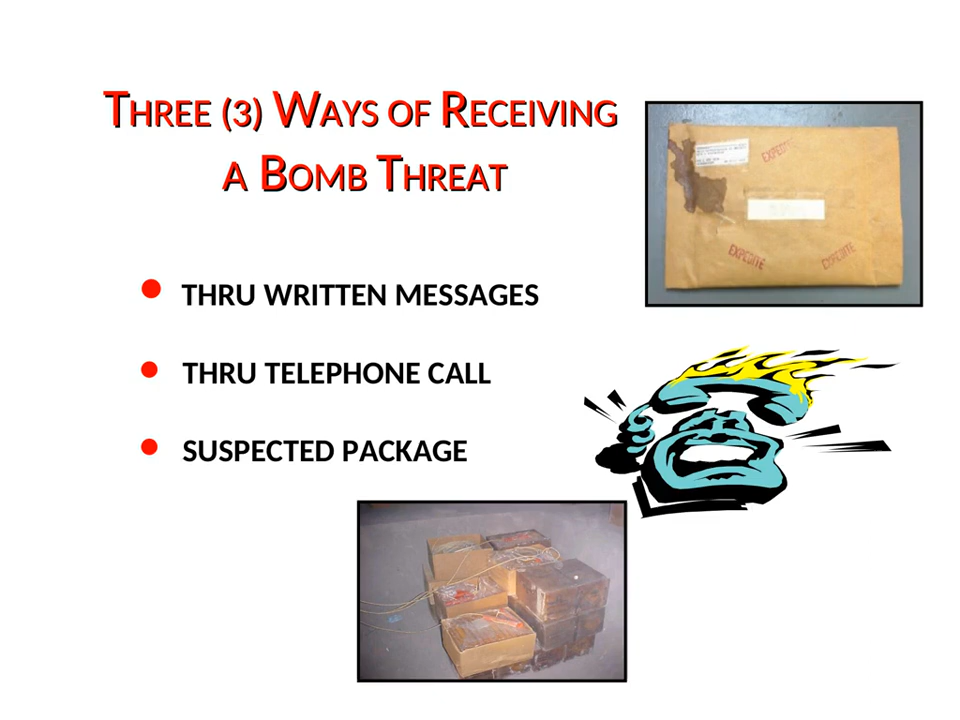 THREE (3) WAYS OF RECEIVING
A BOMB THREAT
EXPEDITE
THRU WRITTEN MESSAGES
EXPEDITE EXPEDITE
THRU TELEPHONE CALL
SUSPECTED PACKAGE